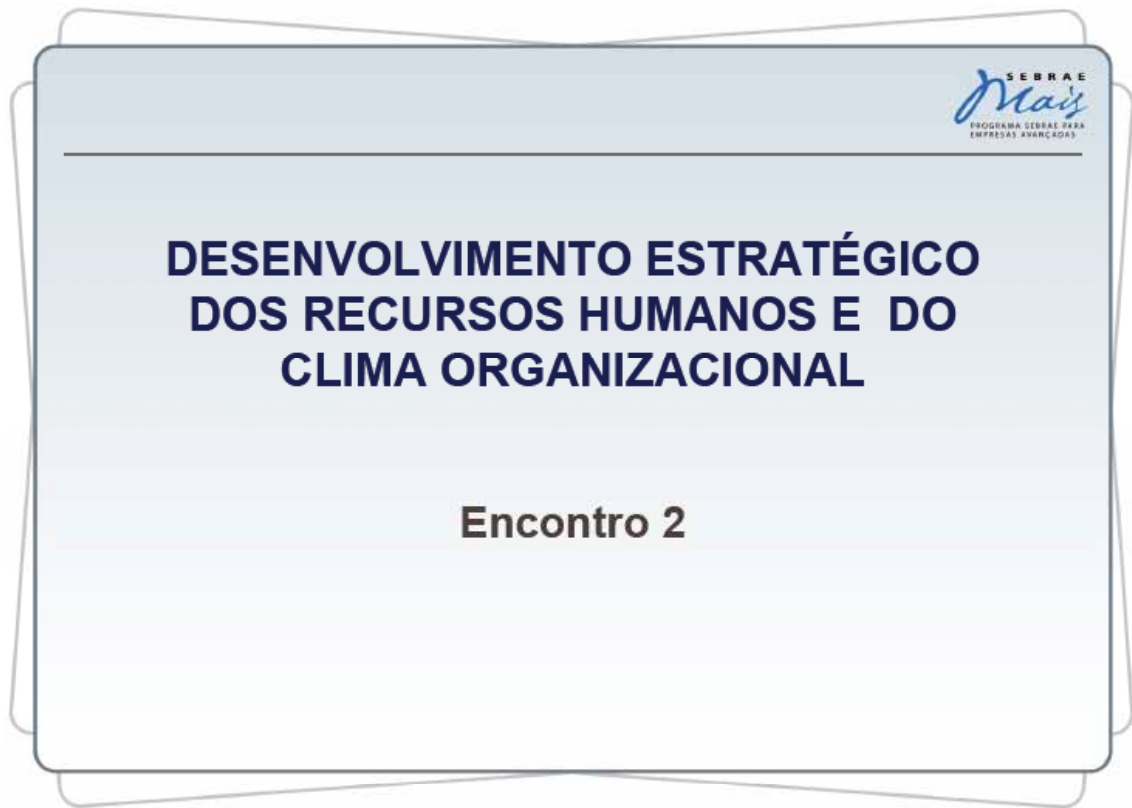 SEBRAE
Mais
PROGRAMA SEBRAE PARA
EMPRESAS AVANÇADAS
DESENVOLVIMENTO ESTRATÉGICO
DOS RECURSOS HUMANOS E DO
CLIMA ORGANIZACIONAL
Encontro 2